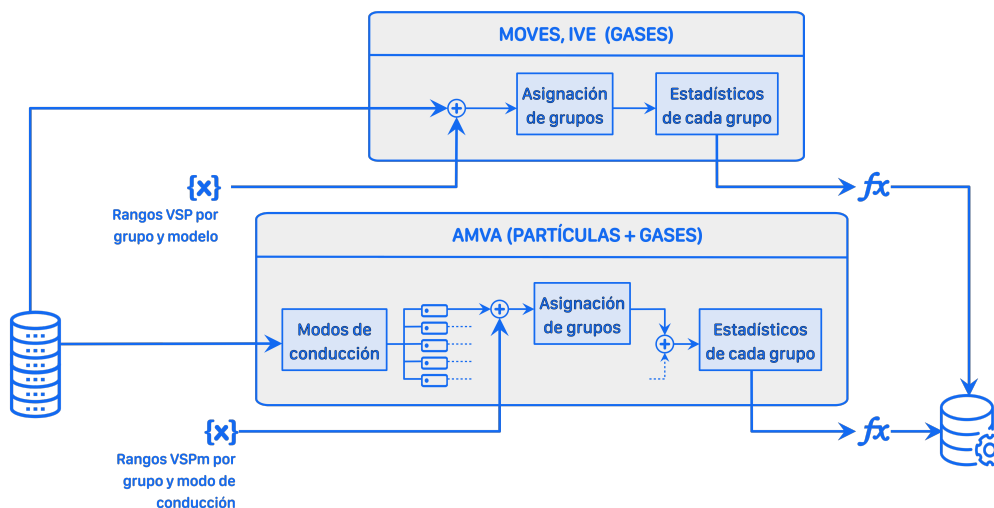 MOVES, IVE (GASES)
Asignación
de grupos
Estadísticos
de cada grupo
{x}
Rangos VSP por
grupo y modelo
fx
AMVA (PARTÍCULAS + GASES)
Modos de
conducción
Asignación
de grupos
Estadísticos
de cada grupo
{x}
Rangos VSPm por
grupo y modo de
conducción
fx